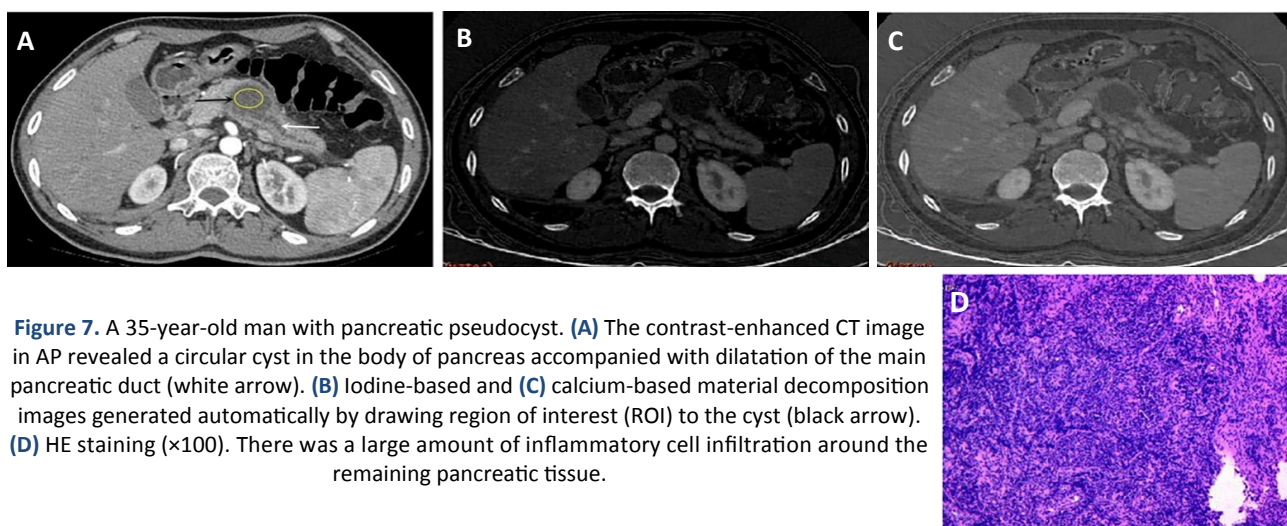 A
B
C
D
Figure 7. A 35-year-old man with pancreatic pseudocyst. (A) The contrast-enhanced CT image
in AP revealed a circular cyst in the body of pancreas accompanied with dilatation of the main
pancreatic duct (white arrow). (B) Iodine-based and (C) calcium-based material decomposition
images generated automatically by drawing region of interest (ROI) to the cyst (black arrow).
(D) HE staining (×100). There was a large amount of inflammatory cell infiltration around the
remaining pancreatic tissue.